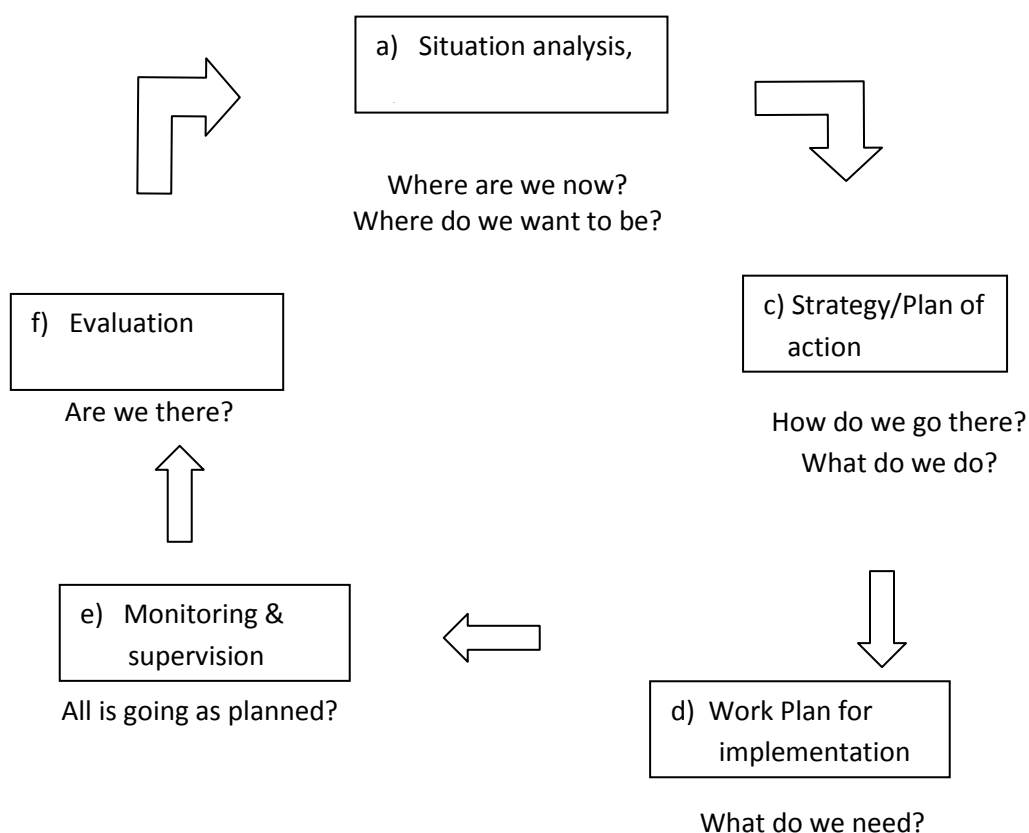 a) Situation analysis,
Where are we now?
Where do we want to be?
c) Strategy/Plan of
action
How do we go there?
What do we do?
d) Work Plan for
implementation
What do we need?
e) Monitoring &
supervision
All is going as planned?
f) Evaluation
Are we there?